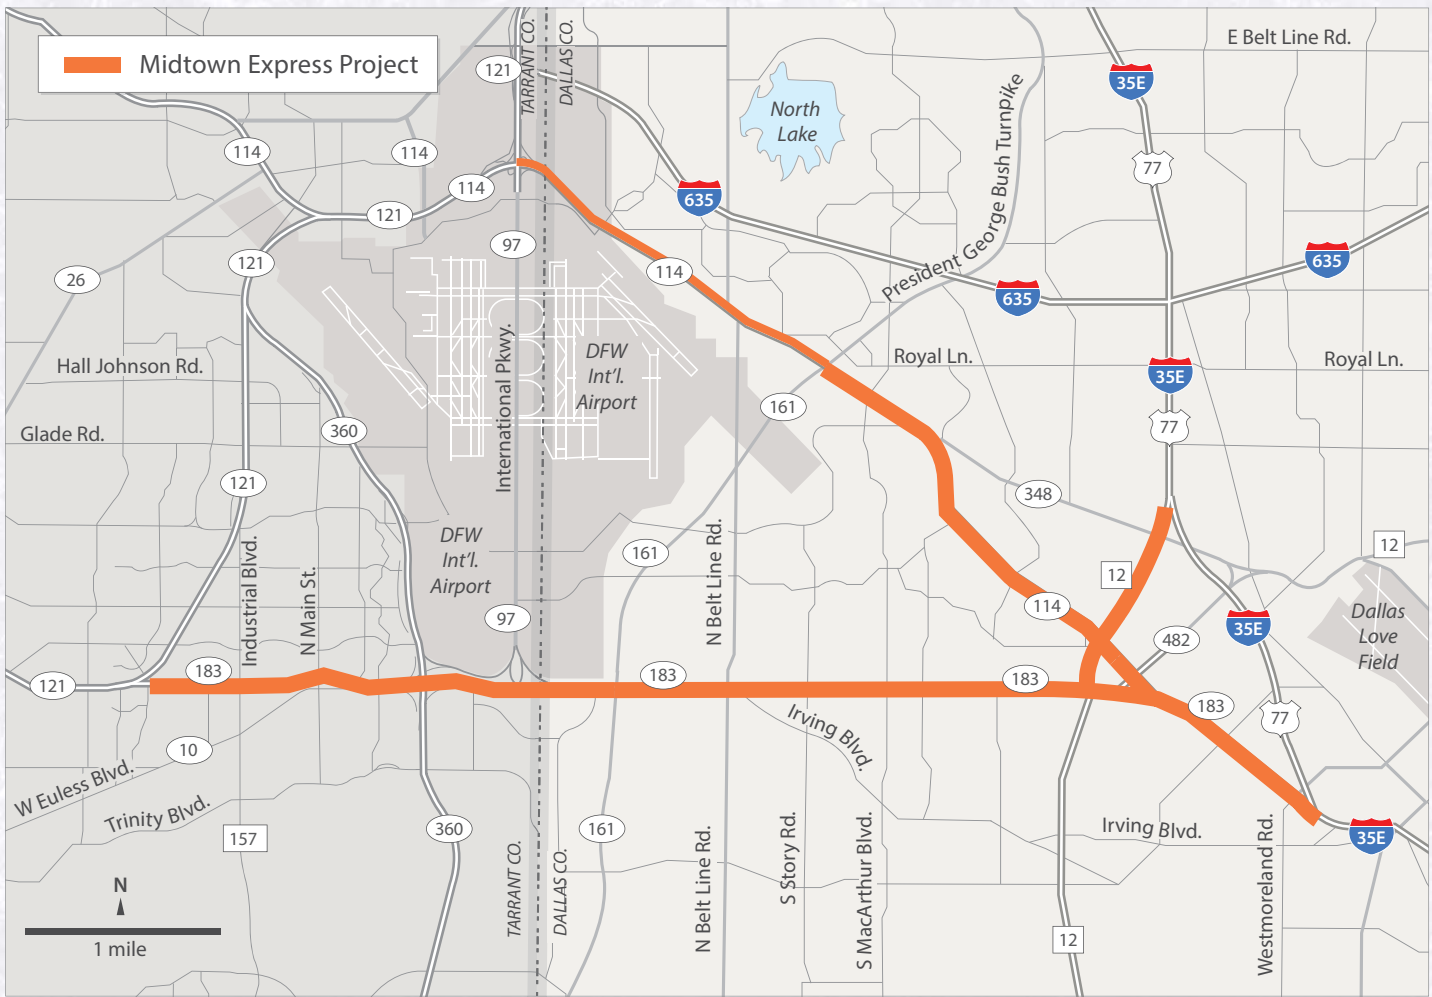 Midtown Express Project
TARRANT CO.
DALLAS CO.
E Belt Line Rd.
121
35E
North
Lake
President George Bush Turnpike
114
114
77
114
635
121
97
121
635
26
114
635
International Pkwy.
DFW
Int'l.
Airport
Royal Ln.
Royal Ln.
Hall Johnson Rd.
35E
161
Glade Rd.
360
77
121
348
DFW
Int'l.
Airport
161
N Belt Line Rd.
12
12
Industrial Blvd.
N Main St.
97
114
35E
Dallas
Love
Field
482
121
183
183
183
183
77
Irving Blvd.
10
W Euless Blvd.
Trinity Blvd.
157
360
161
Irving Blvd.
35E
TARRANT CO.
DALLAS CO.
N Belt Line Rd.
S Story Rd.
S MacArthur Blvd.
Westmoreland Rd.
N
1 mile
12